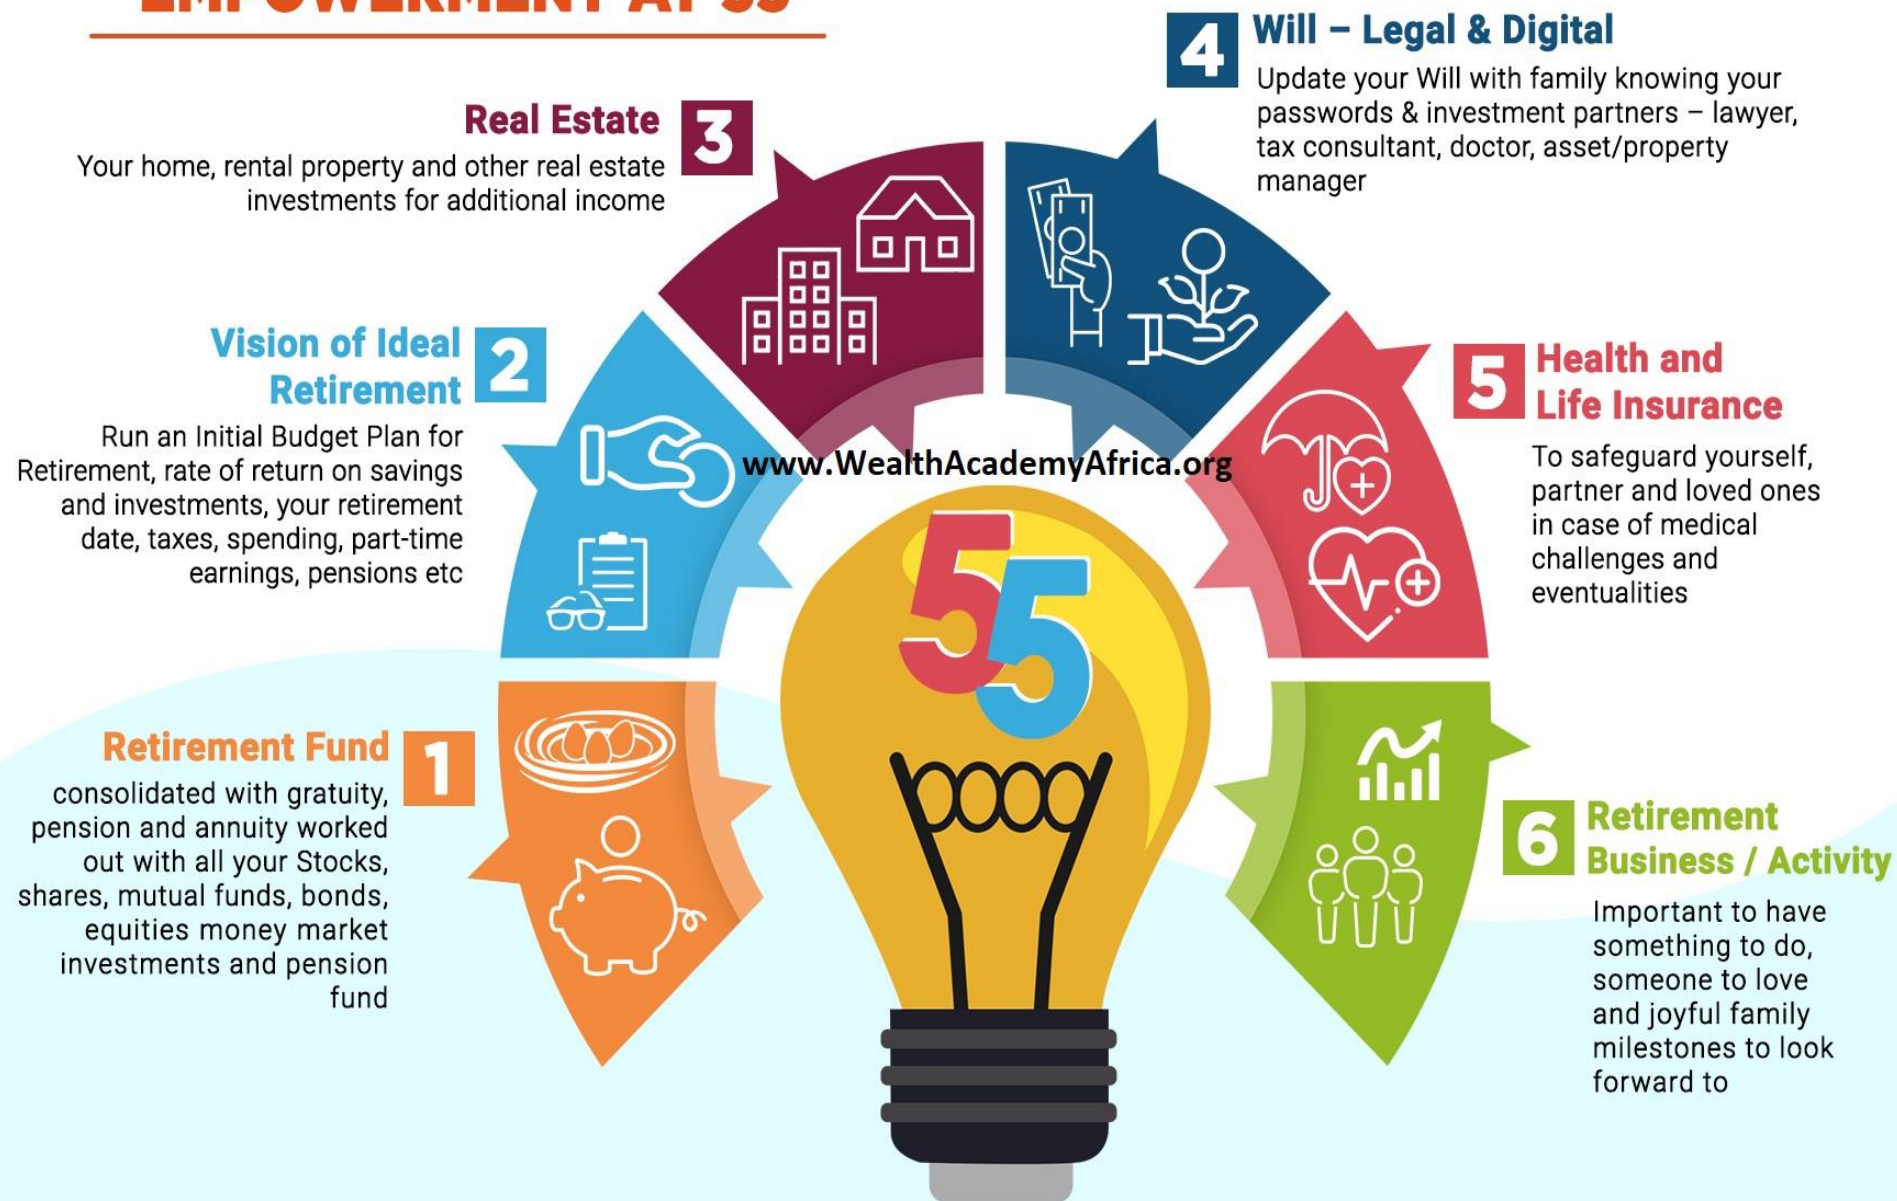 EMPOWERMENT AT 55
4
Will – Legal & Digital
Update your Will with family knowing your
passwords & investment partners – lawyer,
tax consultant, doctor, asset/property
manager
Real Estate
3
Your home, rental property and other real estate
investments for additional income
Vision of Ideal
Retirement
2
Run an Initial Budget Plan for
Retirement, rate of return on savings
and investments, your retirement
date, taxes, spending, part-time
earnings, pensions etc
5
Health and
Life Insurance
To safeguard yourself,
partner and loved ones
in case of medical
challenges and
eventualities
www.WealthAcademyAfrica.org
55
Retirement Fund
1
consolidated with gratuity,
pension and annuity worked
out with all your Stocks,
shares, mutual funds, bonds,
equities money market
investments and pension
fund
6
Retirement
Business / Activity
Important to have
something to do,
someone to love
and joyful family
milestones to look
forward to